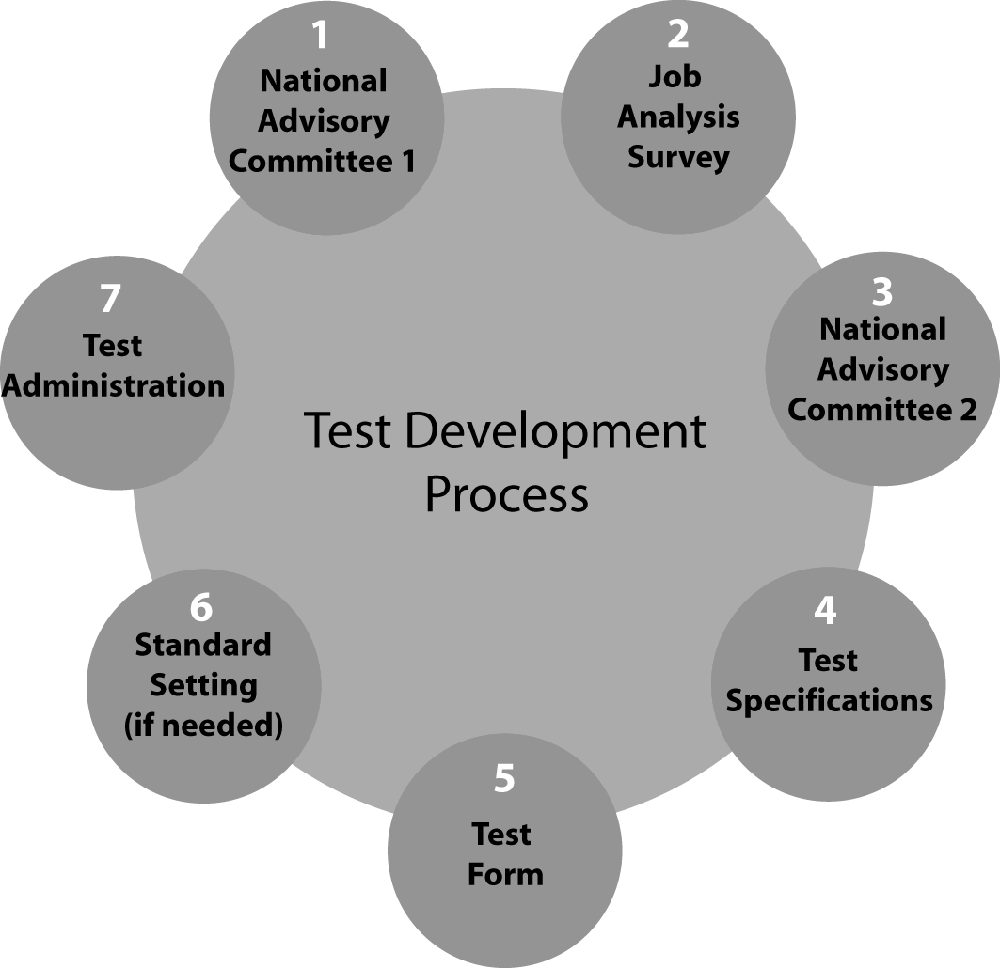 1
National
Advisory
Committee 1
2
Job
Analysis
Survey
3
National
Advisory
Committee 2
4
Test
Specifications
5
Test
Form
6
Standard
Setting
(if needed)
7
Test
Administration
Test Development
Process